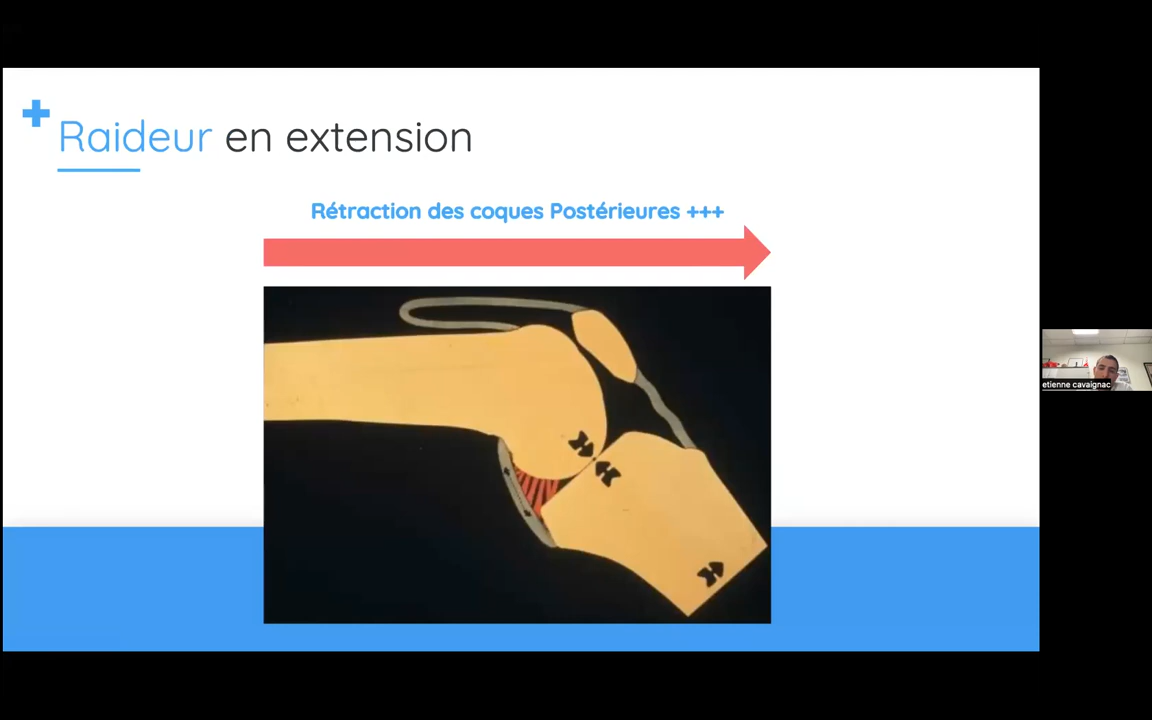 Raideur en extension
Rétraction des coques Postérieures +++
etienne cavaignac